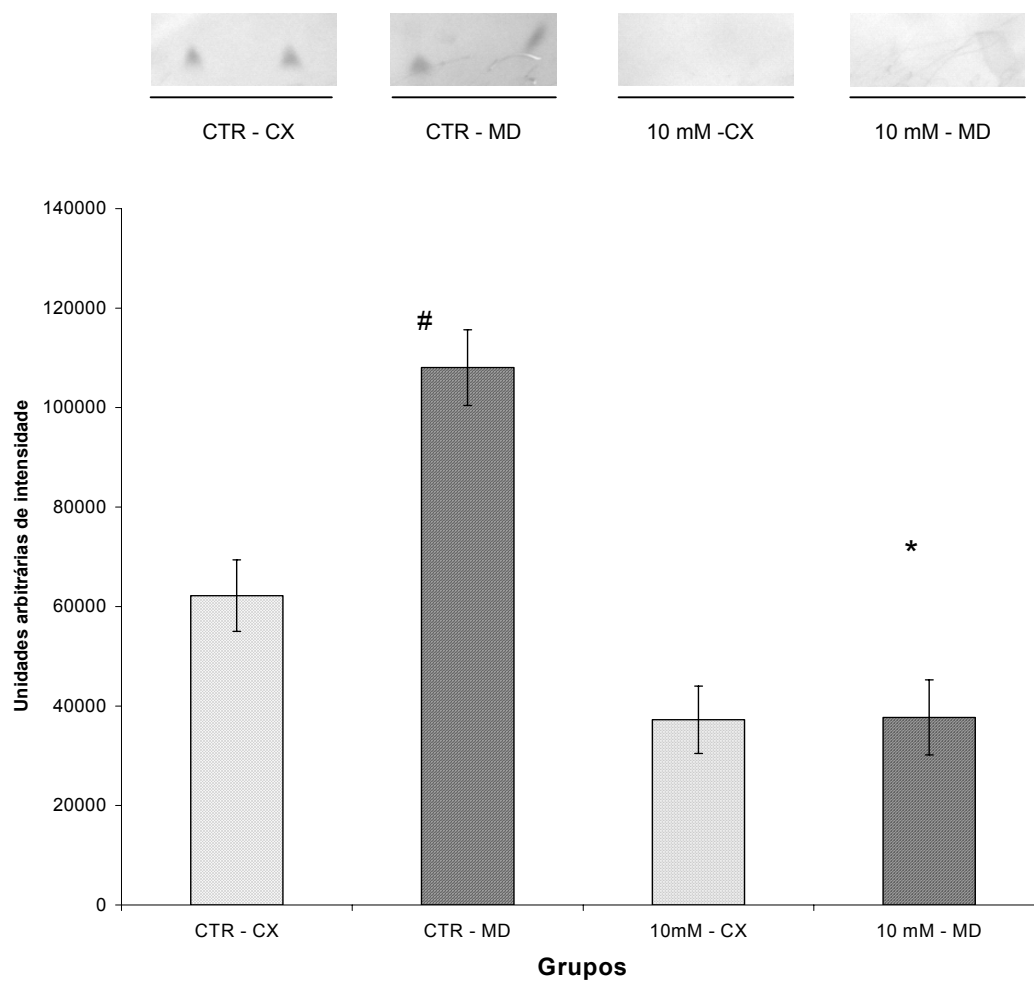 CTR - CX CTR - MD 10 mM -CX 10 mM - MD
140000
120000
100000
80000
60000
40000
20000
0
Unidades arbitrárias de intensidade
#
*
CTR - CX CTR - MD 10mM - CX 10 mM - MD
Grupos